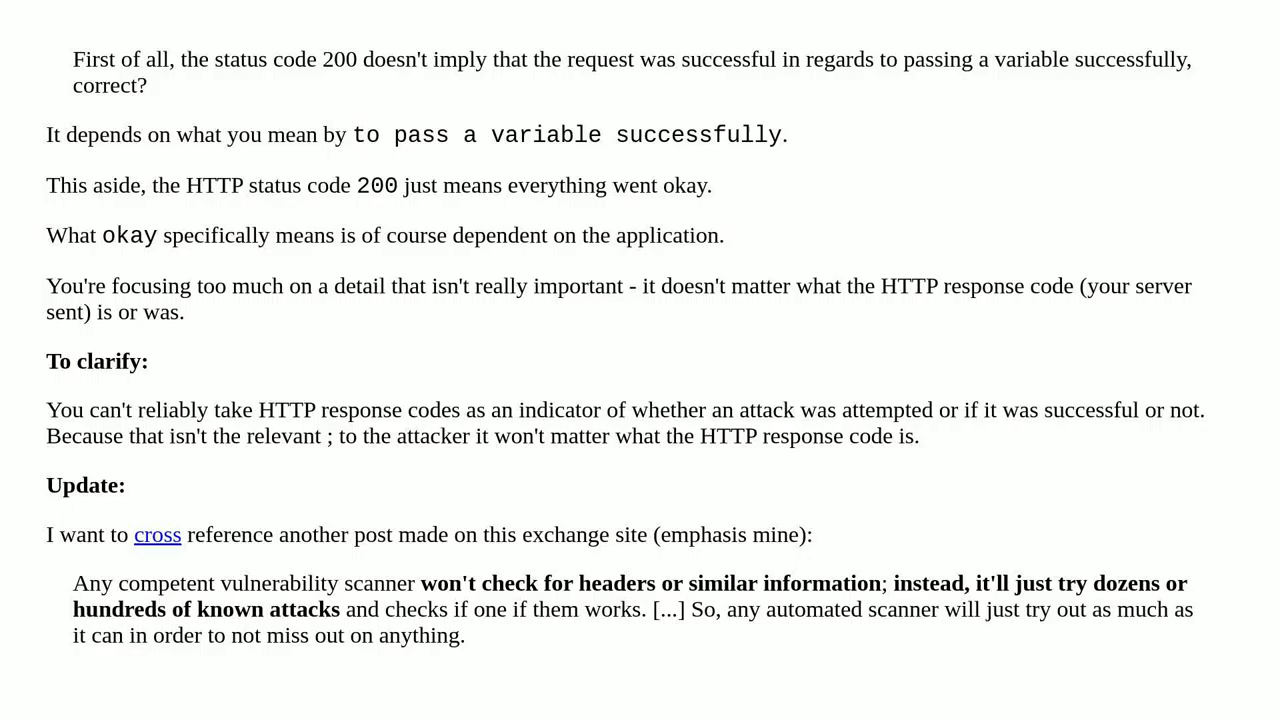 First of all, the status code 200 doesn't imply that the request was successful in regards to passing a variable successfully,
correct?
It depends on what you mean by to pass a variable successfully.
This aside, the HTTP status code 200 just means everything went okay.
What okay specifically means is of course dependent on the application.
You're focusing too much on a detail that isn't really important - it doesn't matter what the HTTP response code (your server
sent) is or was.
To clarify:
You can't reliably take HTTP response codes as an indicator of whether an attack was attempted or if it was successful or not.
Because that isn't the relevant ; to the attacker it won't matter what the HTTP response code is.
Update:
I want to cross reference another post made on this exchange site (emphasis mine):
Any competent vulnerability scanner won't check for headers or similar information; instead, it'll just try dozens or
hundreds of known attacks and checks if one if them works. [...] So, any automated scanner will just try out as much as
it can in order to not miss out on anything.